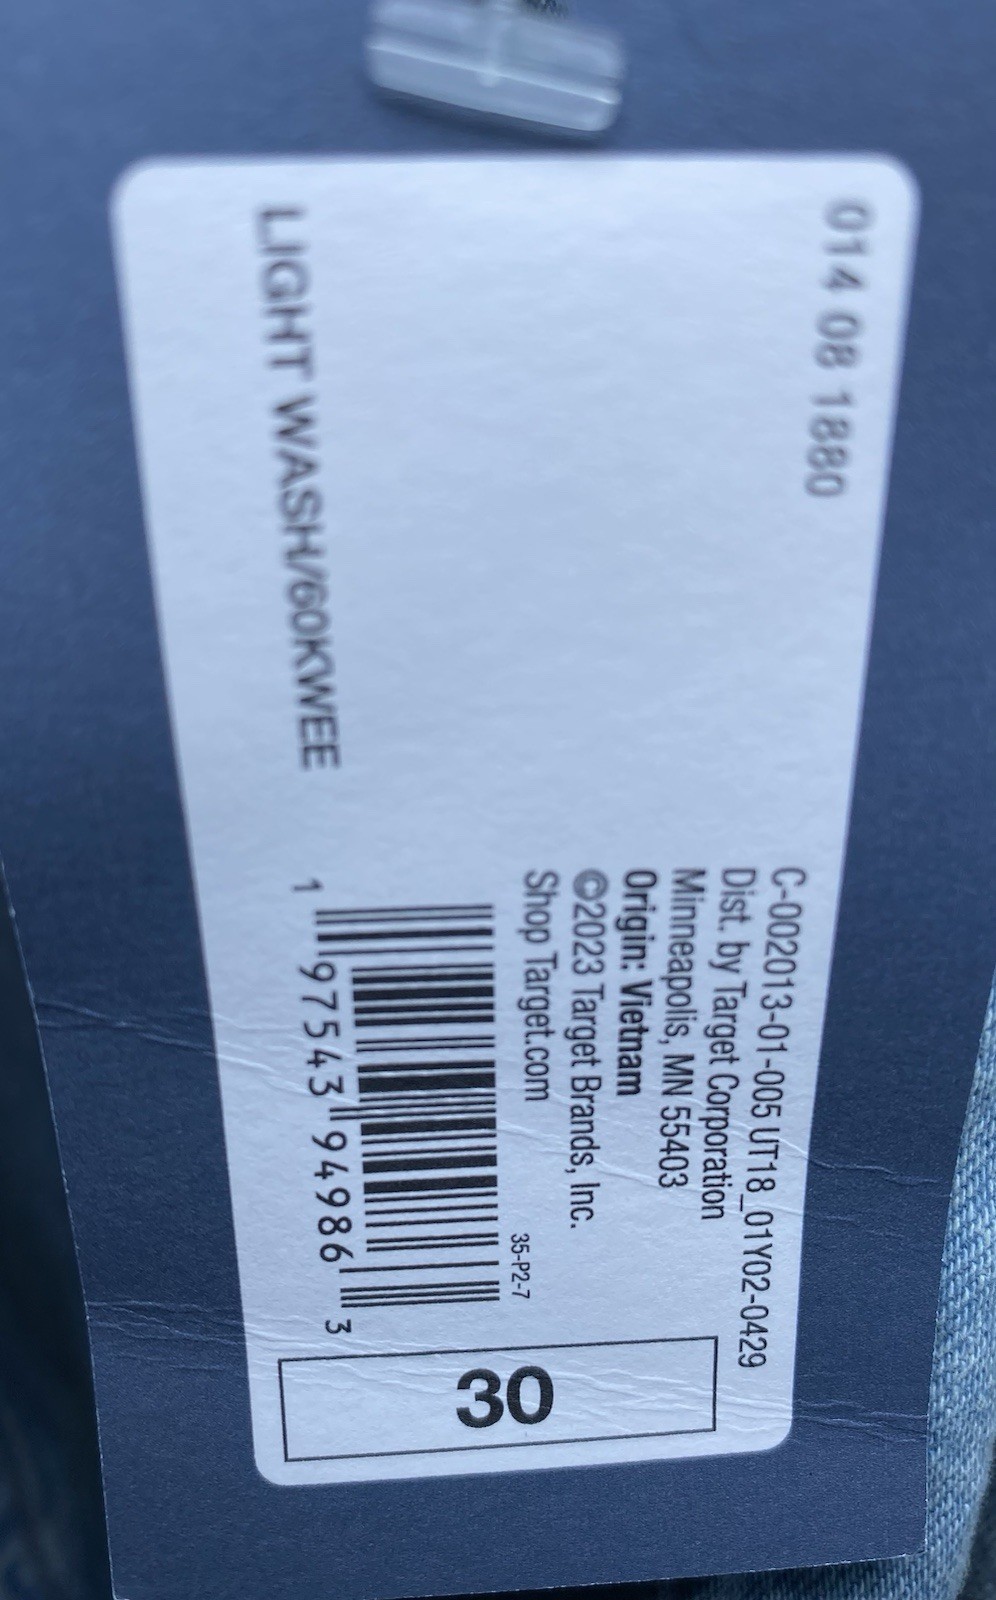 014 08 1880
C-002013-01-005 UT18_01Y02-0429
Dist. by Target Corporation
Minneapolis, MN 55403
Origin: Vietnam
©2023 Target Brands, Inc.
Shop Target.com
35-P2-7
1 97543 94986 3
LIGHT WASH/60KWEE
30